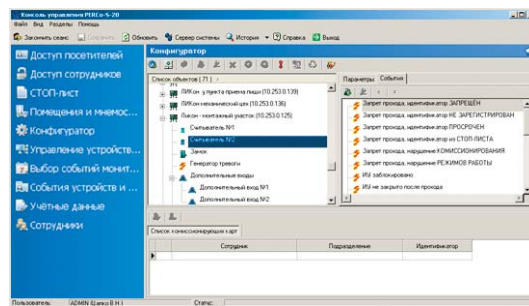 Консоль управления PERCo-S-20
Файл Вид Разделы Помощь
Закончить сеанс Сохранить Обновить Сервер системы История Справка Выход
Доступ посетителей
Доступ сотрудников
СТОП-лист
Помещения и мнемос...
Конфигуратор
Управление устройств...
Выбор событий монит...
События устройств и ...
Учётные данные
Сотрудники
Конфигуратор
Список объектов ( 71 )
ЛИКон у пункта приема пищи (10.253.0.139)
ЛИКон механический цех (10.253.0.136)
Ликон - монтажный участок (10.253.0.125)
Считыватель №1
Считыватель №2
Замок
Генератор тревоги
Дополнительные входы
Дополнительный вход №1
Дополнительный вход №2
Параметры События
Запрет прохода, идентификатор ЗАПРЕЩЁН
Запрет прохода, идентификатор НЕ ЗАРЕГИСТРИРОВАН
Запрет прохода, идентификатор ПРОСРОЧЕН
Запрет прохода, идентификатор из СТОП-ЛИСТА
Запрет прохода, нарушение КОМИССИОНИРОВАНИЯ
Запрет прохода, нарушение РЕЖИМОВ РАБОТЫ
ИУ заблокировано
ИУ не закрыто после прохода
Список комиссионирующих карт
Сотрудник Подразделение Идентификатор
Пользователь: ADMIN (Цапко В.Н.) Статус: